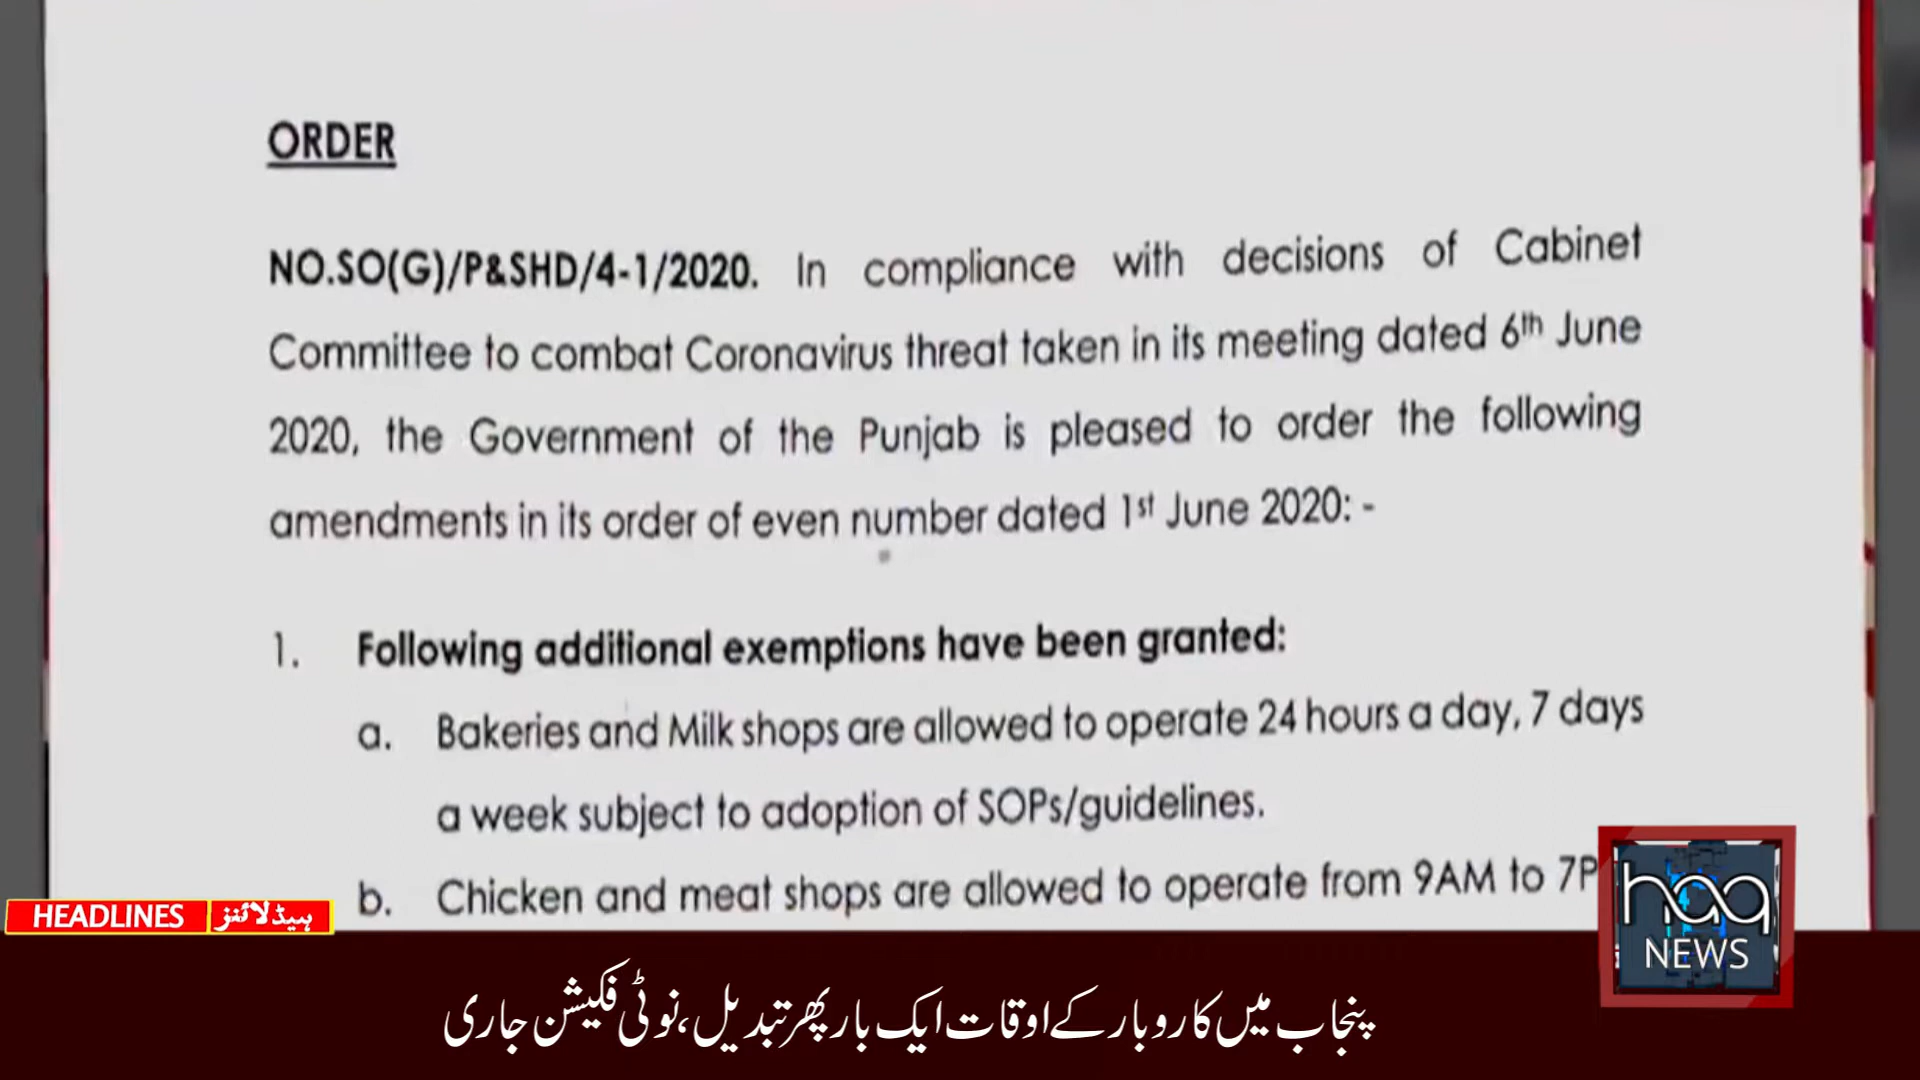 ORDER
NO.SO(G)/P&SHD/4-1/2020. In compliance with decisions of Cabinet
Committee to combat Coronavirus threat taken in its meeting dated 6th June
2020, the Government of the Punjab is pleased to order the following
amendments in its order of even number dated 1st June 2020: -
1. Following additional exemptions have been granted:
a. Bakeries and Milk shops are allowed to operate 24 hours a day, 7 days
a week subject to adoption of SOPs/guidelines.
b. Chicken and meat shops are allowed to operate from 9AM to 7P
HEADLINES ہیڈلائنز
haq
NEWS
پنجاب میں کاروبار کے اوقات ایک بار پھر تبدیل، نوٹی فکیشن جاری